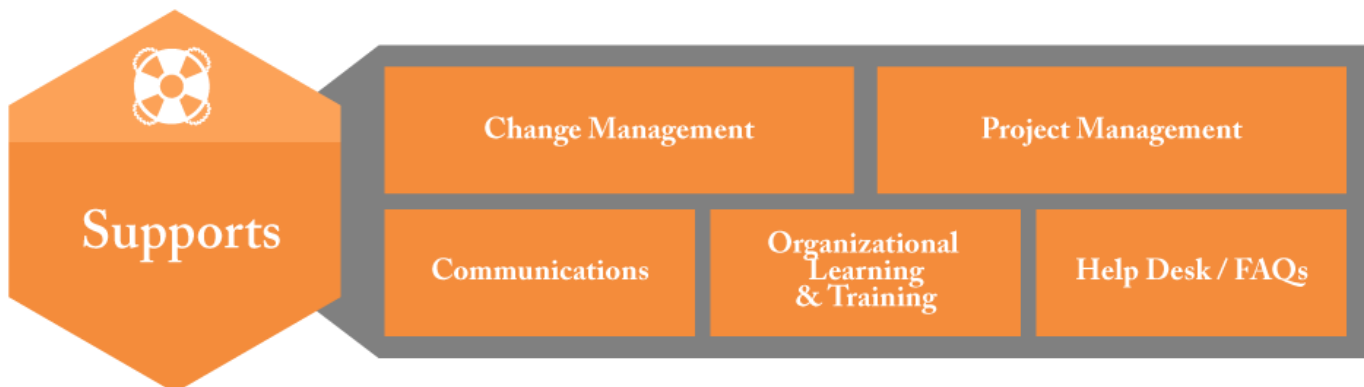 Supports
Change Management
Project Management
Communications
Organizational
Learning
& Training
Help Desk / FAQs